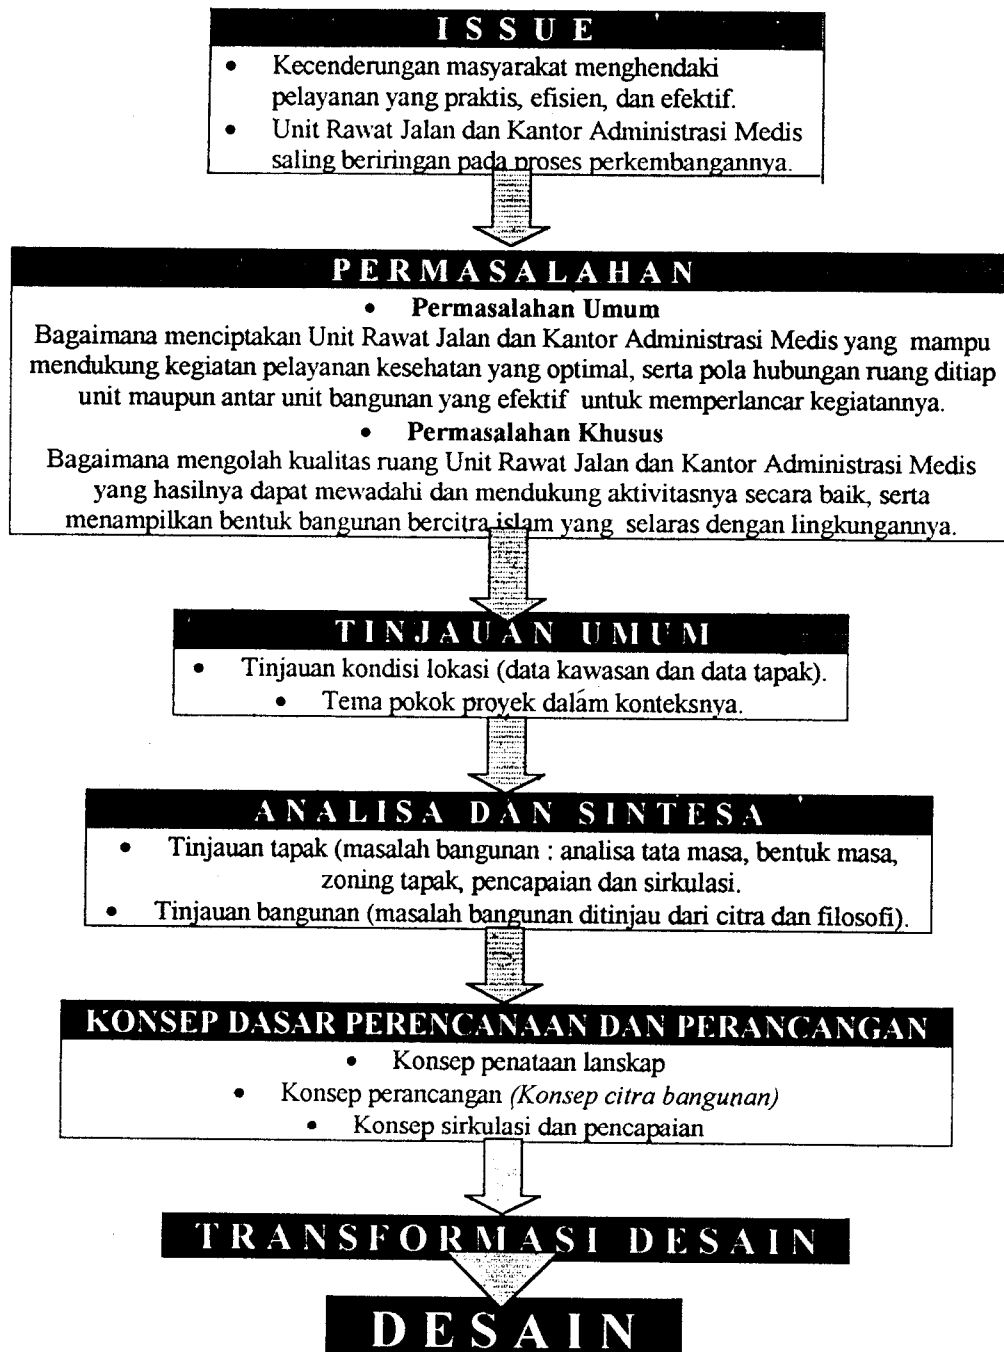 ISSUE
• Kecenderungan masyarakat menghendaki
pelayanan yang praktis, efisien, dan efektif.
• Unit Rawat Jalan dan Kantor Administrasi Medis
saling beriringan pada proses perkembangannya.
PERMASALAHAN
• Permasalahan Umum
Bagaimana menciptakan Unit Rawat Jalan dan Kantor Administrasi Medis yang mampu
mendukung kegiatan pelayanan kesehatan yang optimal, serta pola hubungan ruang ditiap
unit maupun antar unit bangunan yang efektif untuk memperlancar kegiatannya.
• Permasalahan Khusus
Bagaimana mengolah kualitas ruang Unit Rawat Jalan dan Kantor Administrasi Medis
yang hasilnya dapat mewadahi dan mendukung aktivitasnya secara baik, serta
menampilkan bentuk bangunan bercitra islam yang selaras dengan lingkungannya.
TINJAUAN UMUM
• Tinjauan kondisi lokasi (data kawasan dan data tapak).
• Tema pokok proyek dalam konteksnya.
ANALISA DAN SINTESA
• Tinjauan tapak (masalah bangunan : analisa tata masa, bentuk masa,
zoning tapak, pencapaian dan sirkulasi.
• Tinjauan bangunan (masalah bangunan ditinjau dari citra dan filosofi).
KONSEP DASAR PERENCANAAN DAN PERANCANGAN
• Konsep penataan lanskap
• Konsep perancangan (Konsep citra bangunan)
• Konsep sirkulasi dan pencapaian
TRANSFORMASI DESAIN
DESAIN